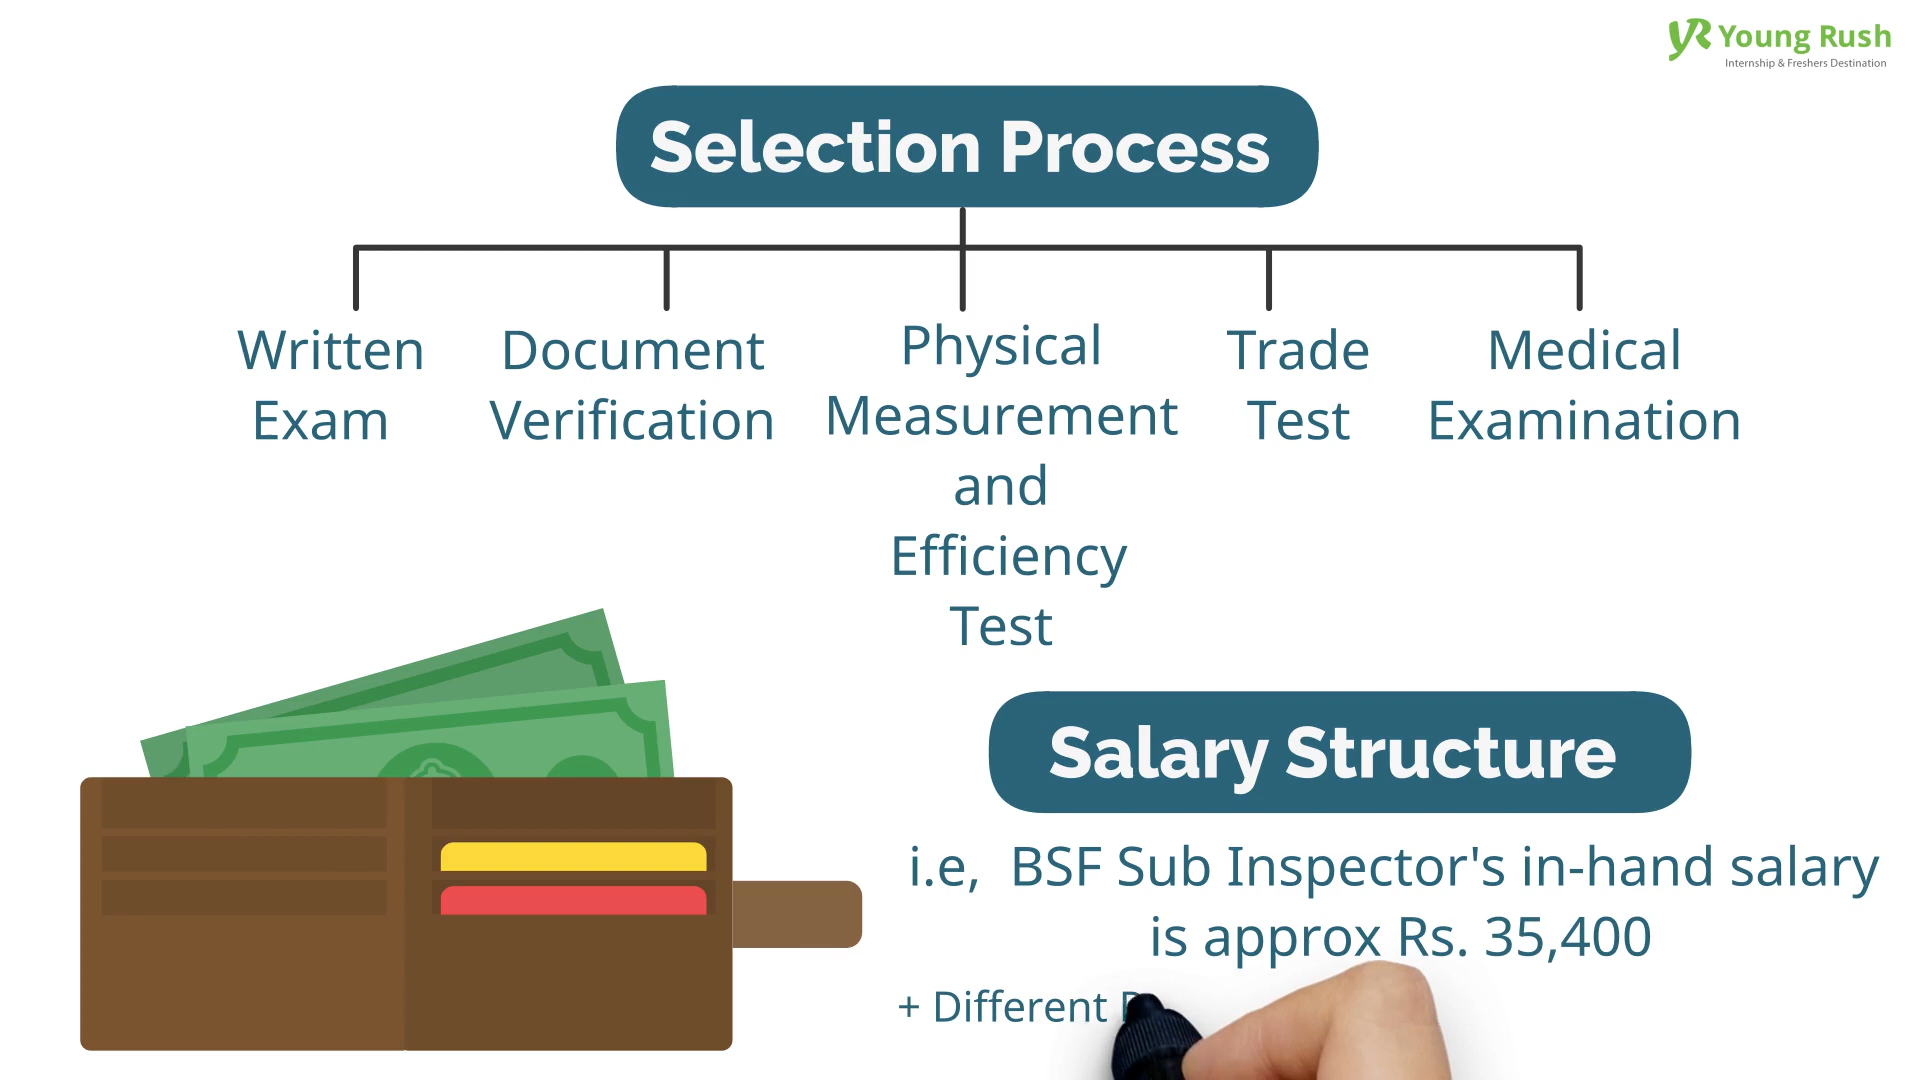 Young Rush
Internship & Freshers Destination
Selection Process
Written
Exam
Document
Verification
Physical
Measurement
and
Efficiency
Test
Trade
Test
Medical
Examination
Salary Structure
i.e, BSF Sub Inspector's in-hand salary
is approx Rs. 35,400
+ Different